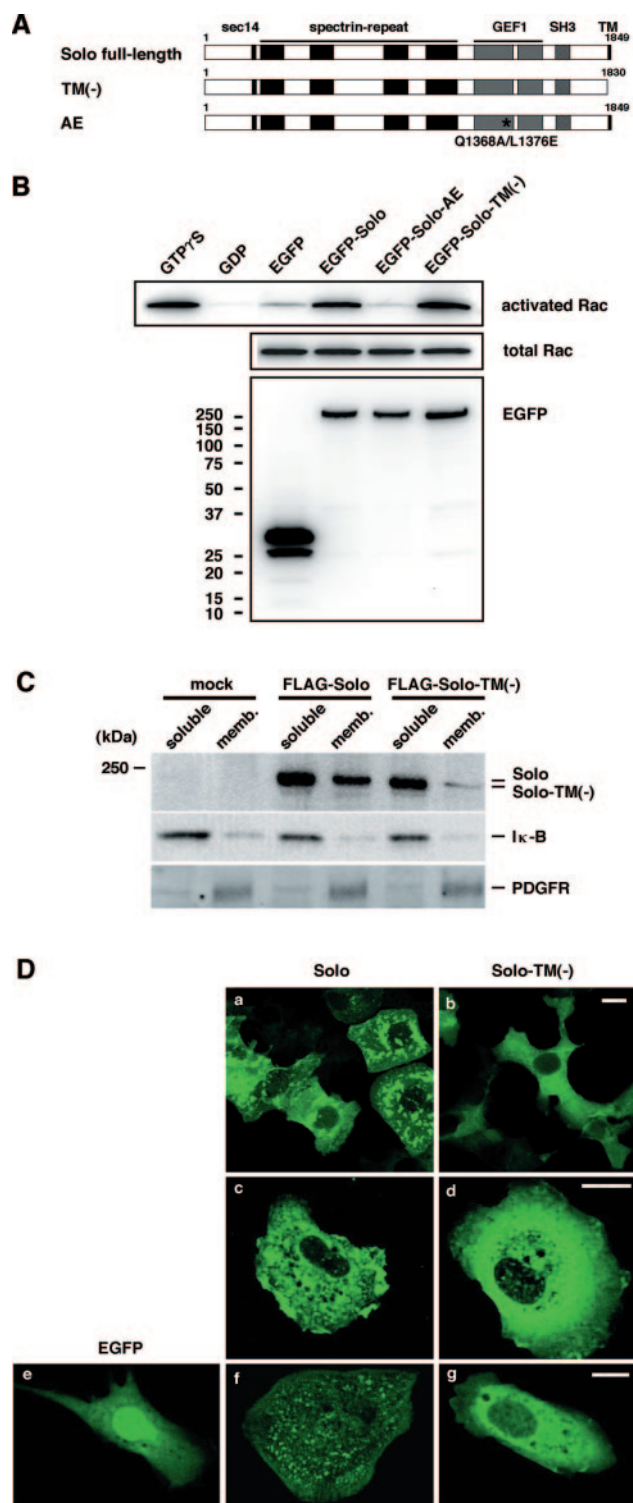 A
sec14 spectrin-repeat GEF1 SH3 TM
1 1849
Solo full-length
1 1830
TM(-)
1 1849
AE *
Q1368A/L1376E
B
GTPγS GDP EGFP EGFP-Solo EGFP-Solo-AE EGFP-Solo-TM(-)
activated Rac
total Rac
250 EGFP
150
100
75
50
37
25
20
15
10
C
mock FLAG-Solo FLAG-Solo-TM(-)
soluble memb. soluble memb. soluble memb.
(kDa)
250
Solo
Solo-TM(-)
Iκ-B
PDGFR
D
Solo Solo-TM(-)
a b
c d
EGFP
e f g